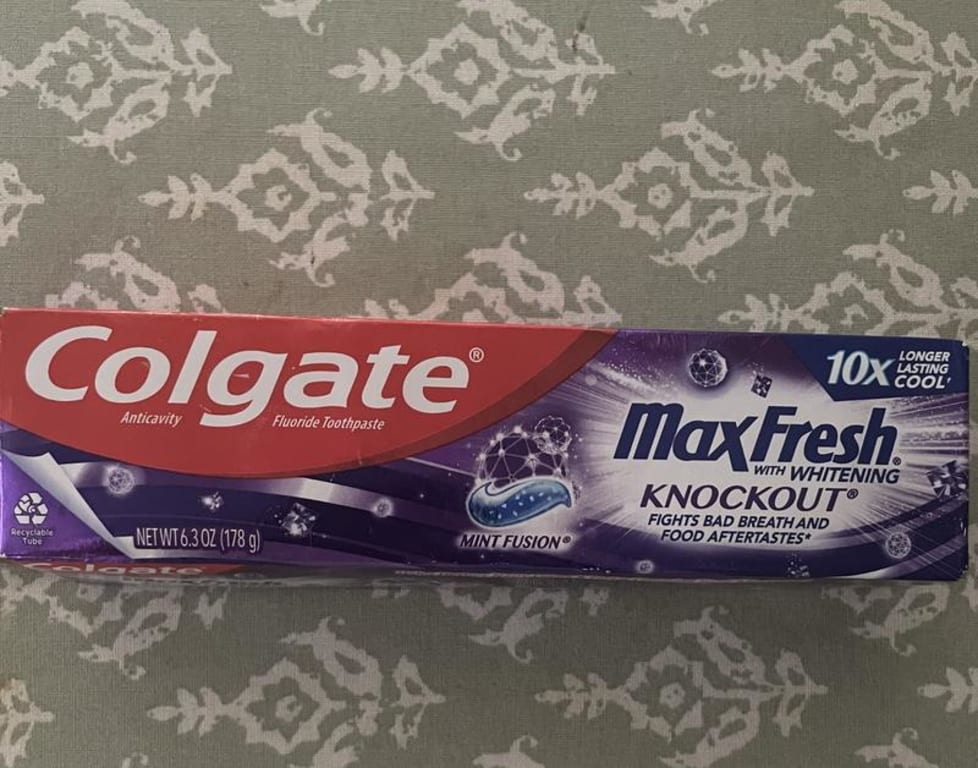 Colgate®
Anticavity Fluoride Toothpaste
10x LONGER
LASTING
COOL†
MaxFresh®
WITH WHITENING
KNOCKOUT®
FIGHTS BAD BREATH AND
FOOD AFTERTASTES*
MINT FUSION®
Recyclable
Tube
NET WT 6.3 OZ (178 g)
Colgate